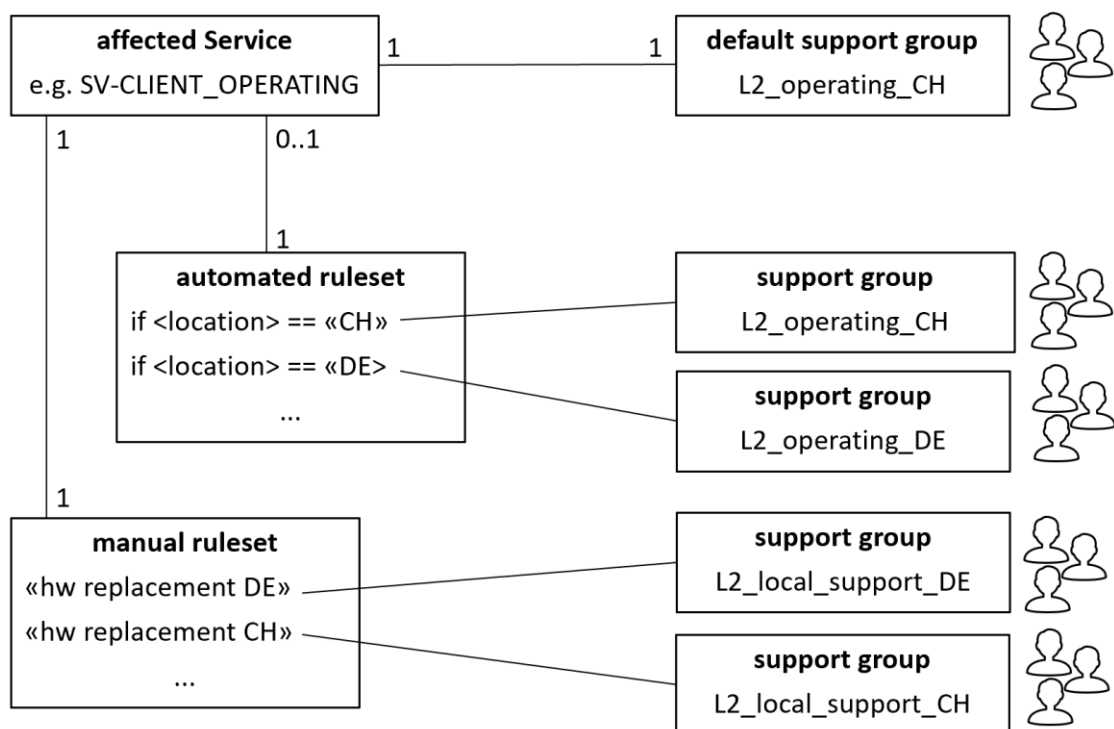 affected Service
e.g. SV-CLIENT_OPERATING
1
1
default support group
L2_operating_CH
1
0..1
1
automated ruleset
if <location> == «CH»
if <location> == «DE>
...
support group
L2_operating_CH
support group
L2_operating_DE
1
manual ruleset
«hw replacement DE»
«hw replacement CH»
...
support group
L2_local_support_DE
support group
L2_local_support_CH